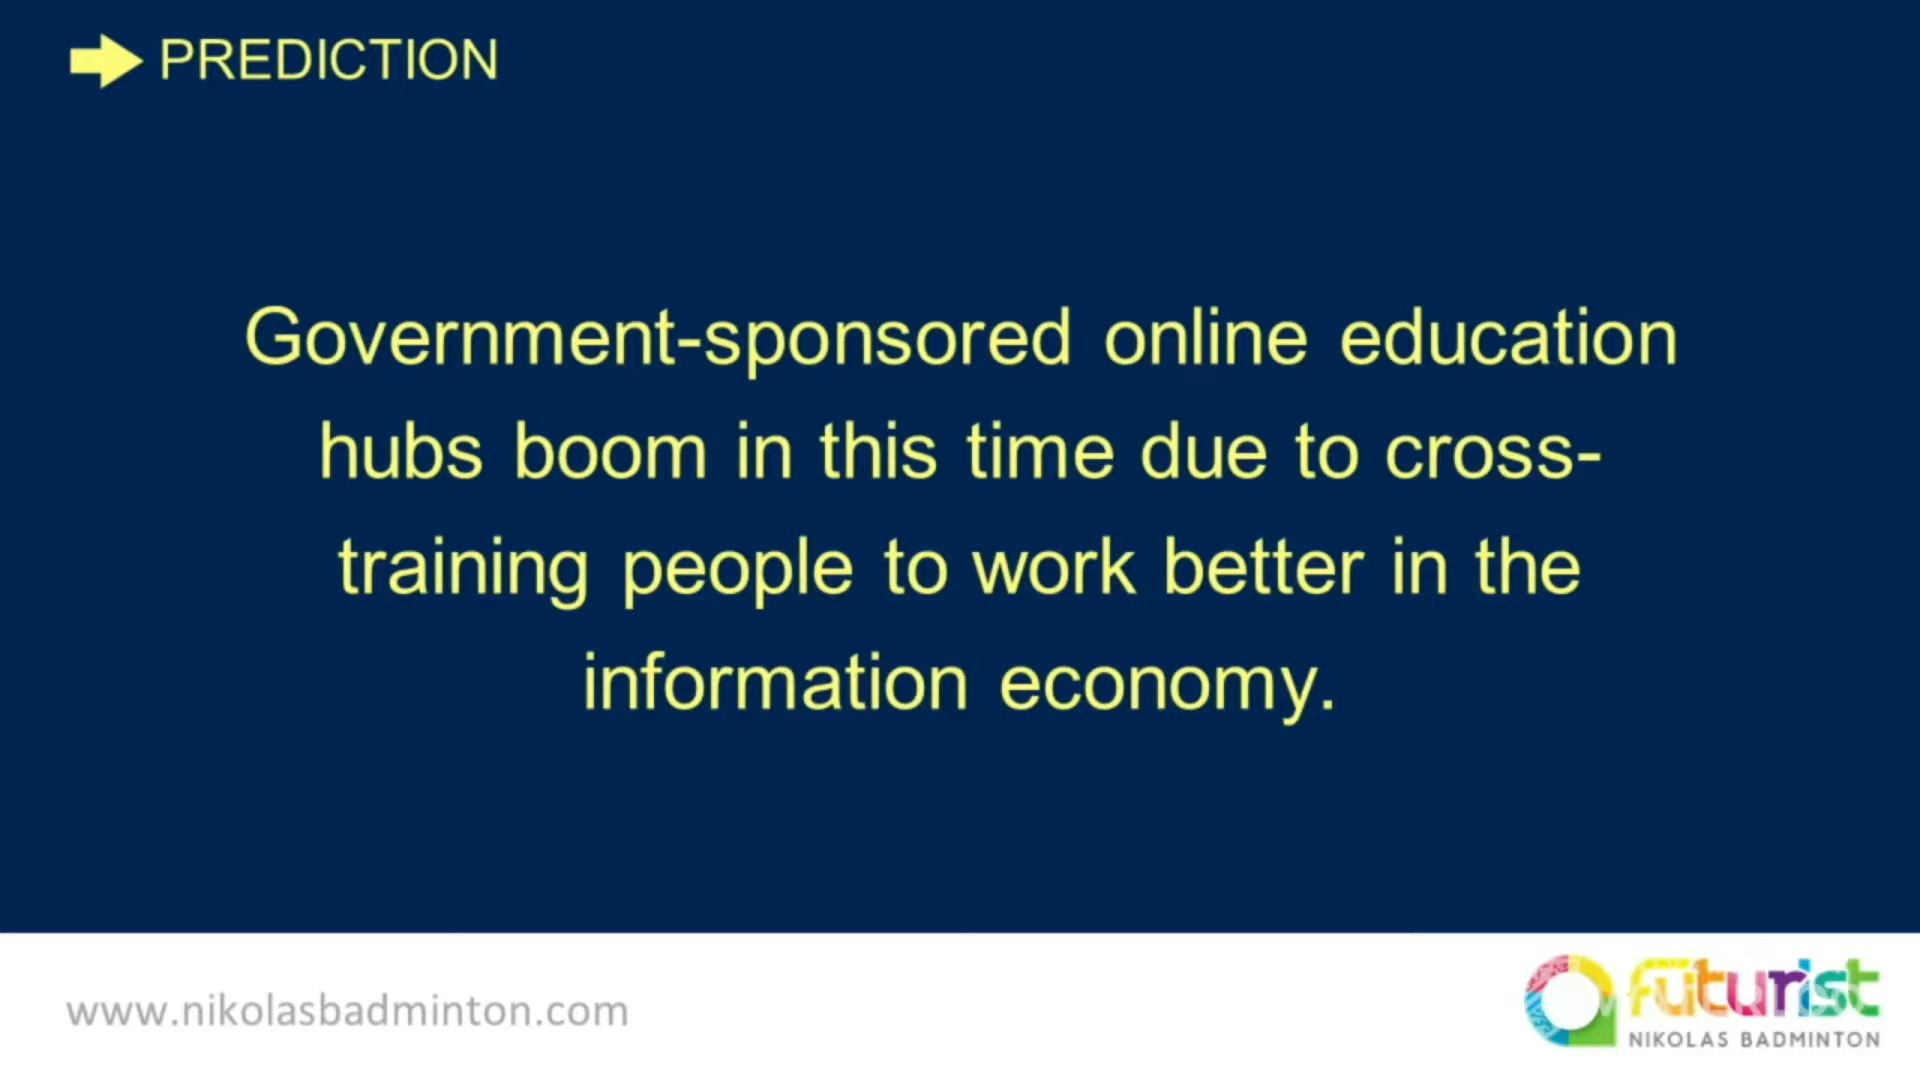 PREDICTION
Government-sponsored online education
hubs boom in this time due to cross-
training people to work better in the
information economy.
www.nikolasbadminton.com
futurist
NIKOLAS BADMINTON